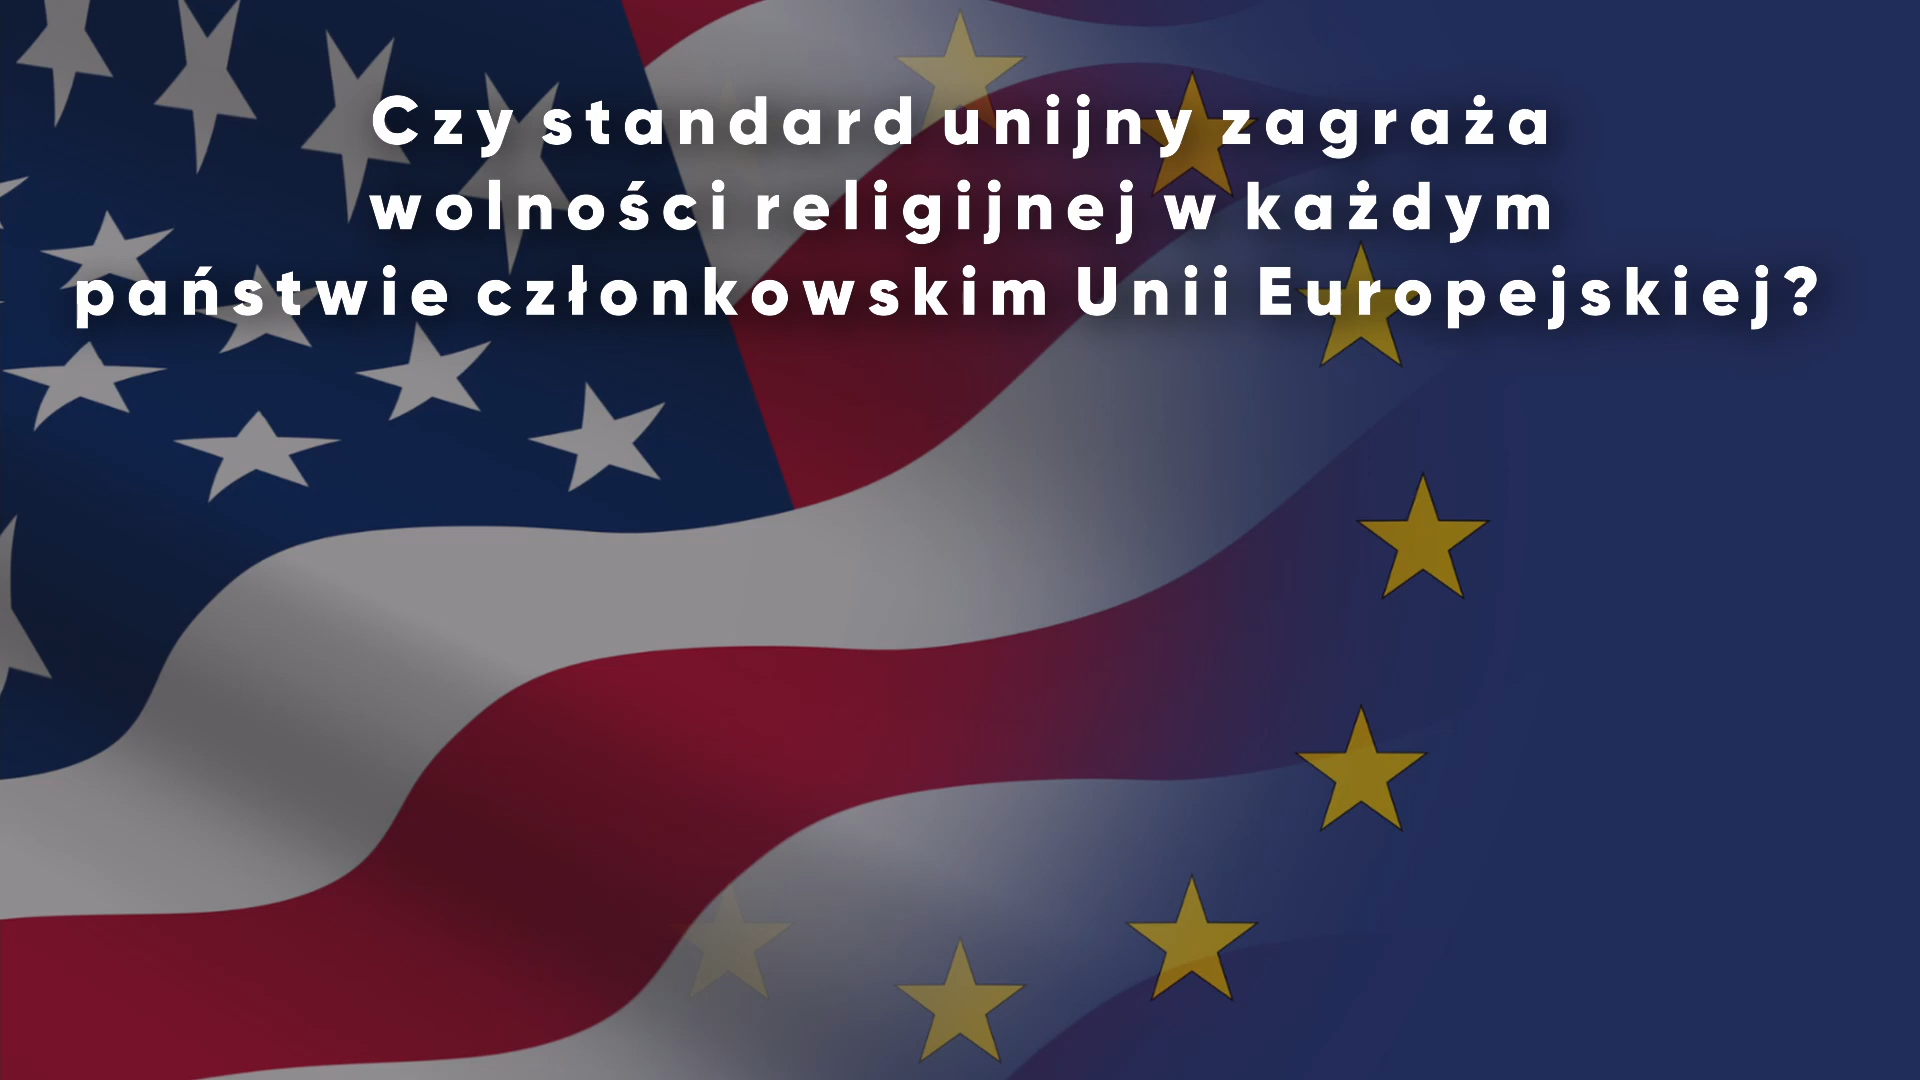 Czy standard unijny zagraża
wolności religijnej w każdym
państwie członkowskim Unii Europejskiej?